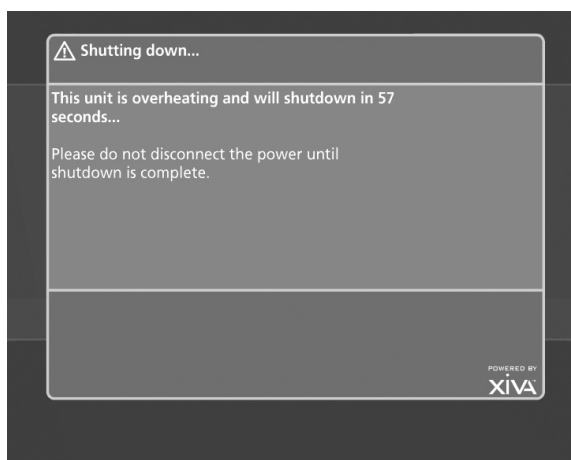 Shutting down...
This unit is overheating and will shutdown in 57
seconds...
Please do not disconnect the power until
shutdown is complete.
POWERED BY
XiVA